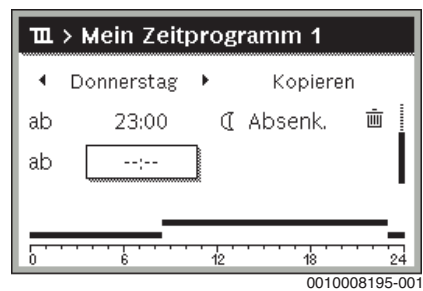 > Mein Zeitprogramm 1
Donnerstag Kopieren
ab 23:00 Absenk.
ab --:--
0 6 12 18 24
0010008195-001